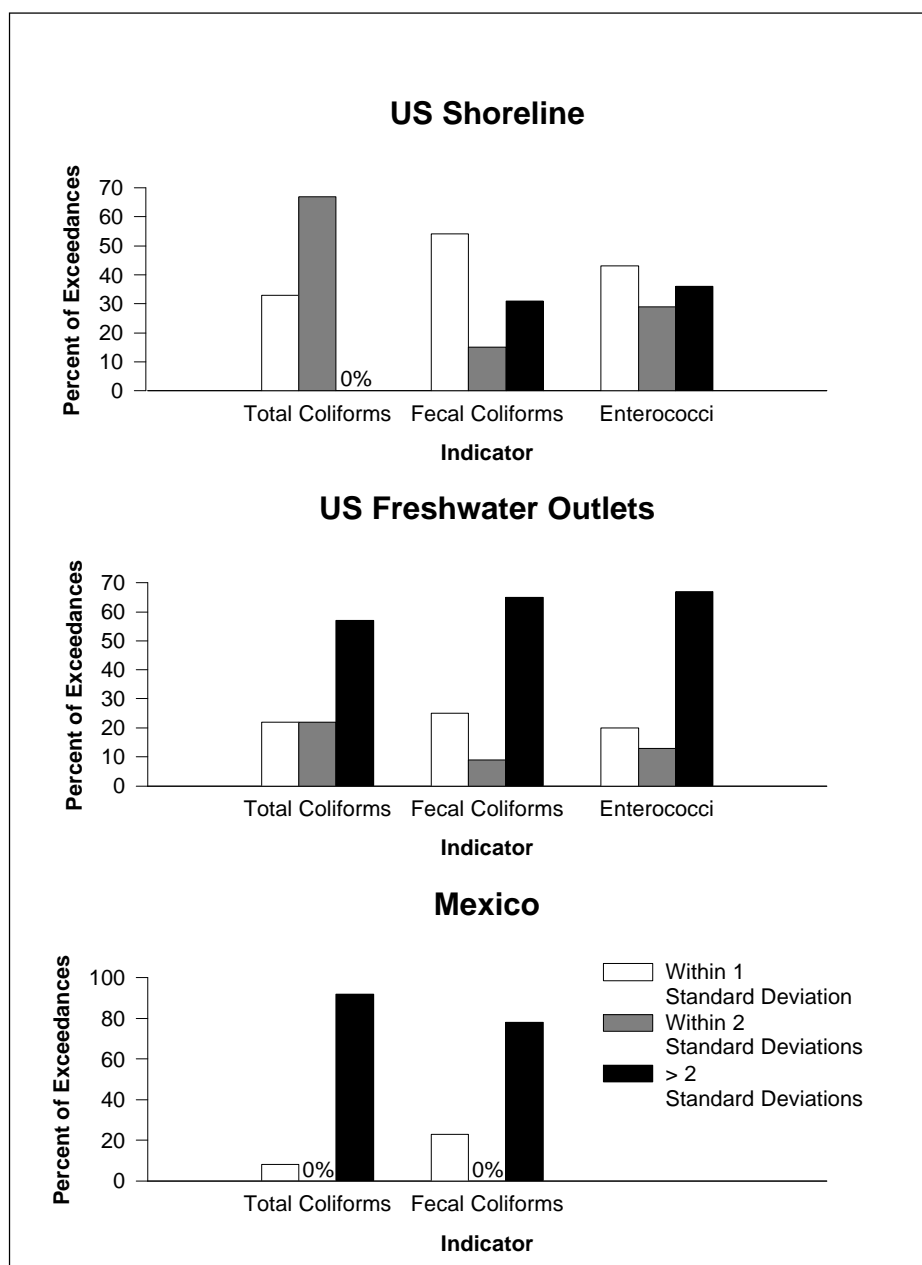 US Shoreline
Percent of Exceedances
70
60
50
40
30
20
10
0
0%
Total Coliforms Fecal Coliforms Enterococci
Indicator
US Freshwater Outlets
Percent of Exceedances
70
60
50
40
30
20
10
0
Total Coliforms Fecal Coliforms Enterococci
Indicator
Mexico
Percent of Exceedances
100
80
60
40
20
0
0% 0%
Total Coliforms Fecal Coliforms
Indicator
Within 1
Standard Deviation
Within 2
Standard Deviations
> 2
Standard Deviations